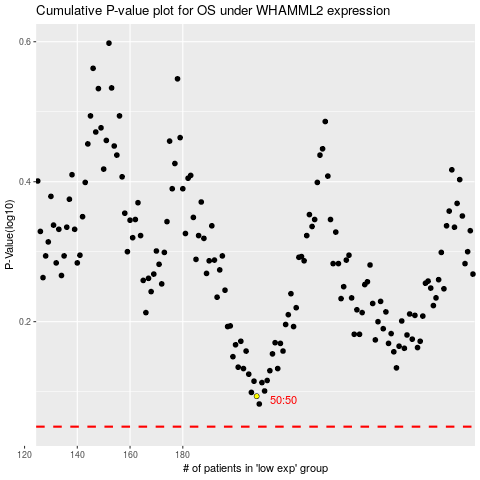 Cumulative P-value plot for OS under WHAMML2 expression
P-Value(log10)
0.6
0.4
0.2
50:50
120 140 160 180
# of patients in 'low exp' group